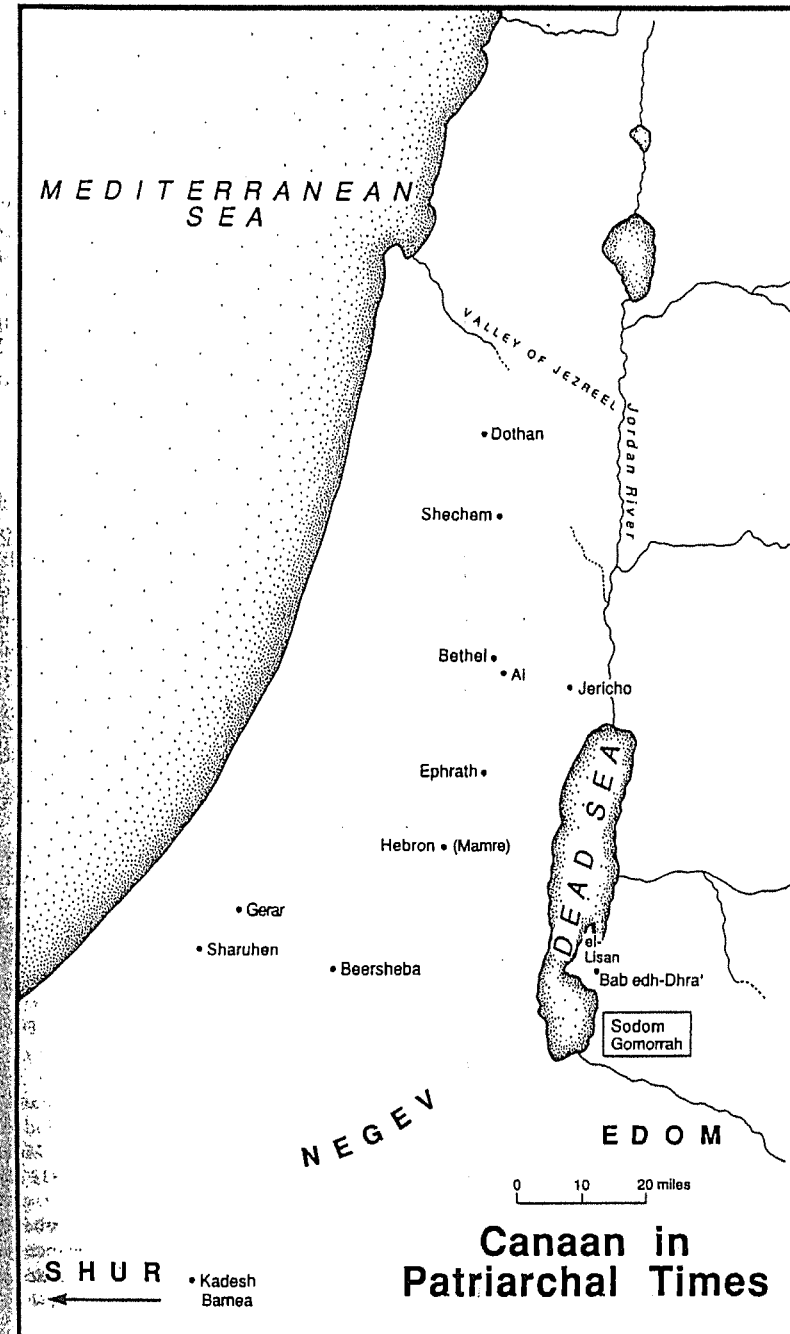 MEDITERRANEAN
SEA
VALLEY OF JEZREEL
Jordan River
Dothan
Shechem
Bethel
Ai
Jericho
Ephrath
DEAD SEA
Hebron (Mamre)
Gerar
el-
Lisan
Sharuhen
Beersheba
Bab edh-Dhra'
Sodom
Gomorrah
NEGEV
EDOM
0 10 20 miles
Canaan in
Patriarchal Times
SHUR
Kadesh
Barnea